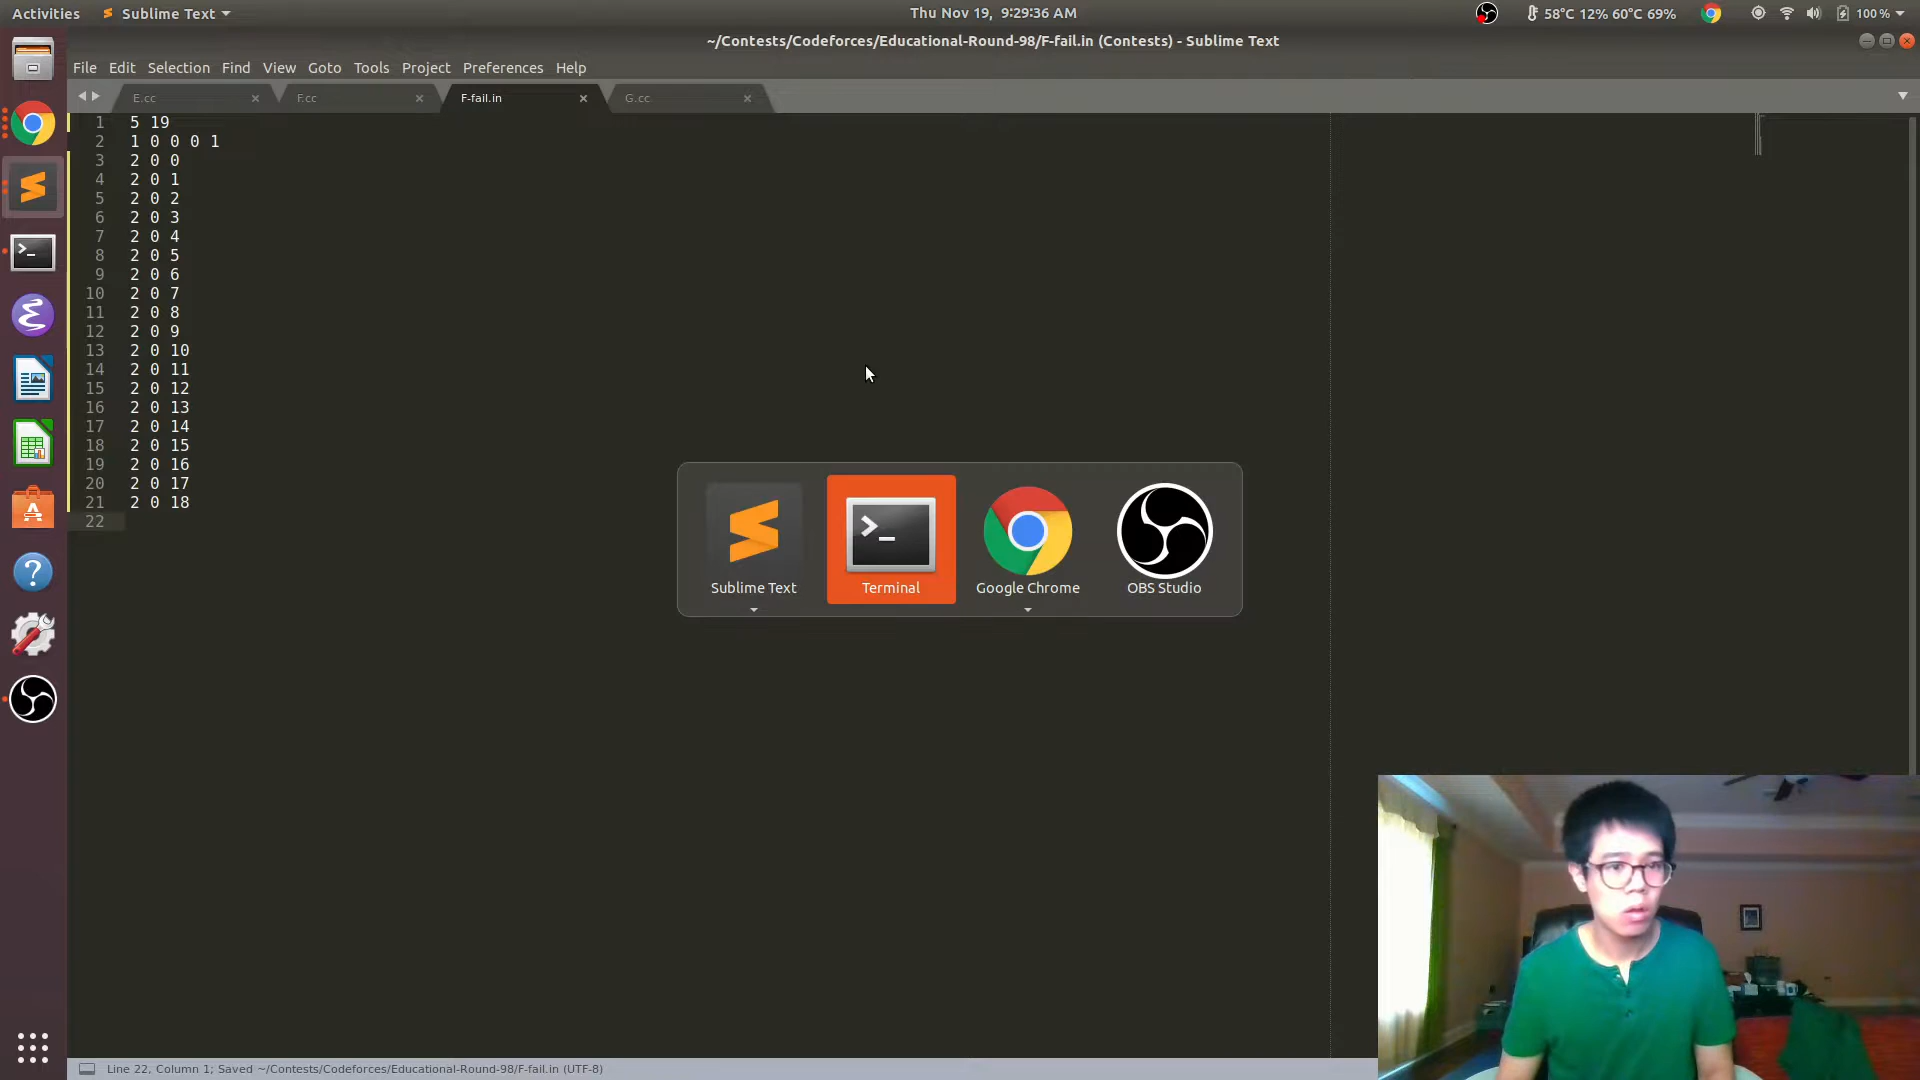 Activities
Sublime Text
Thu Nov 19, 9:29:36 AM
58°C 12% 60°C 69%
100 %
~/Contests/Codeforces/Educational-Round-98/F-fail.in (Contests) - Sublime Text
File Edit Selection Find View Goto Tools Project Preferences Help
E.cc
F.cc
F-fail.in
G.cc
1 5 19
2 1 0 0 0 1
3 2 0 0
4 2 0 1
5 2 0 2
6 2 0 3
7 2 0 4
8 2 0 5
9 2 0 6
10 2 0 7
11 2 0 8
12 2 0 9
13 2 0 10
14 2 0 11
15 2 0 12
16 2 0 13
17 2 0 14
18 2 0 15
19 2 0 16
20 2 0 17
21 2 0 18
22
Sublime Text
Terminal
Google Chrome
OBS Studio
Line 22, Column 1; Saved ~/Contests/Codeforces/Educational-Round-98/F-fail.in (UTF-8)